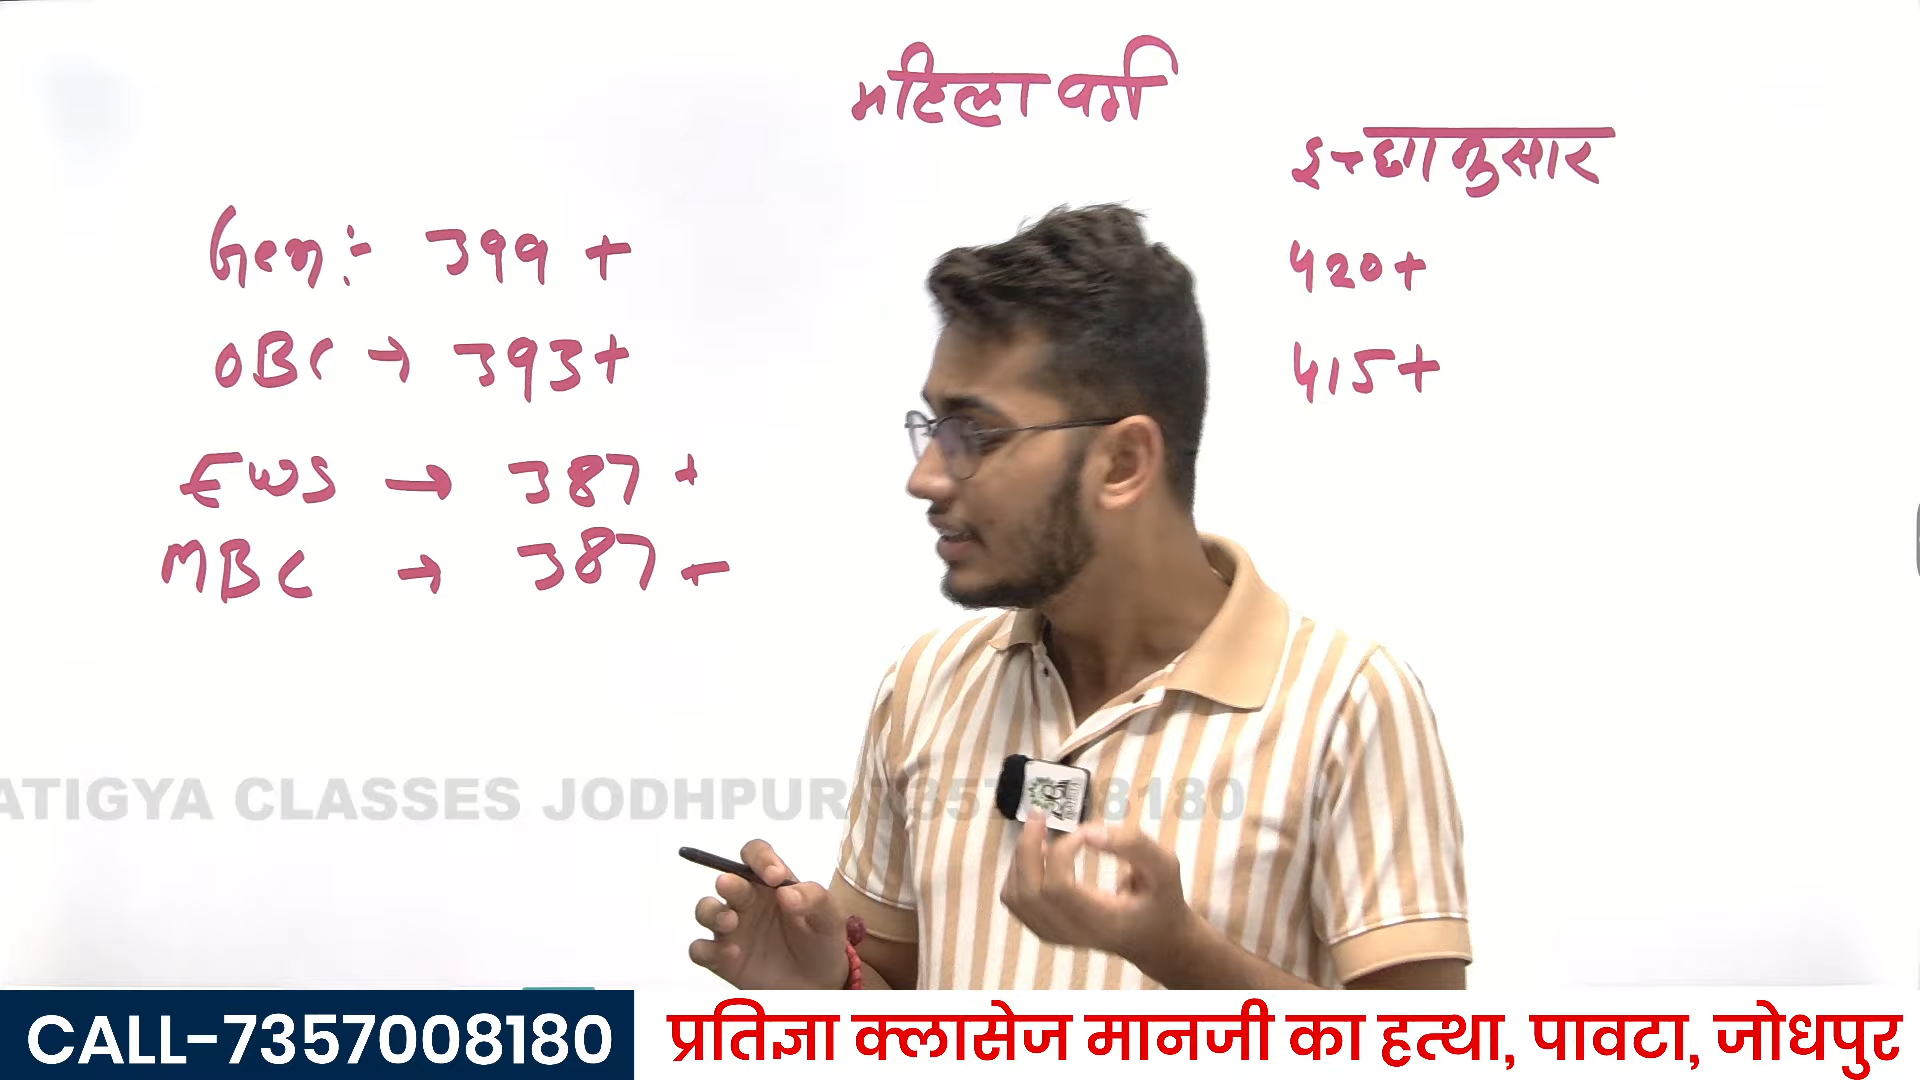 महिला वर्ग
इच्छानुसार
Gen:- 399 +
420+
OBC → 393+
415+
EWS → 387 +
MBC → 387 -
ATIGYA CLASSES JODHPUR 7357008180
CALL-7357008180
प्रतिज्ञा क्लासेज मानजी का हत्था, पावटा, जोधपुर